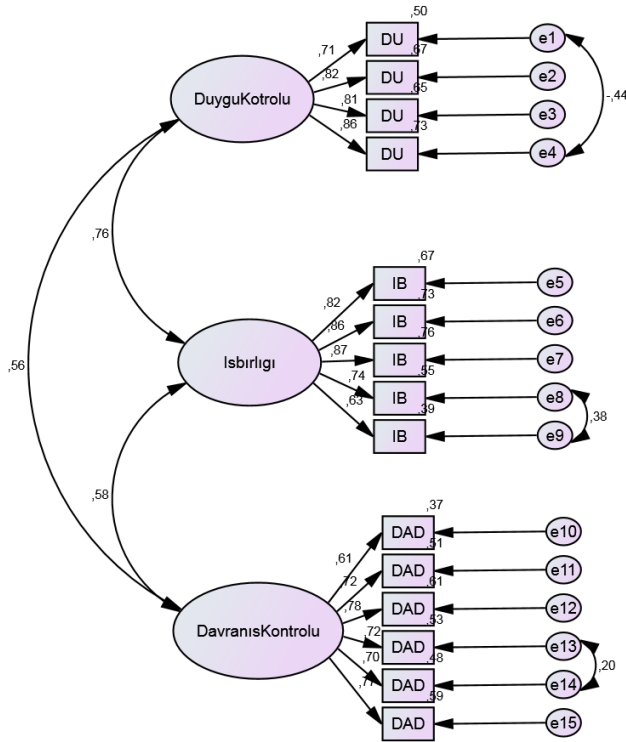 ,50
,71
DU
e1
,67
,82
DU
e2
,65
DuyguKotrolu
,81
DU
e3
-,44
,73
,86
DU
e4
,76
,67
,82
IB
e5
,73
,86
IB
e6
,76
,56
Isbırlıgı
,87
IB
e7
,55
,74
IB
e8
,39
,63
,38
IB
e9
,58
,37
,61
DAD
e10
,51
,72
DAD
e11
,61
,78
DAD
e12
,53
DavranısKontrolu
,72
DAD
e13
,48
,70
,20
DAD
e14
,59
DAD
e15